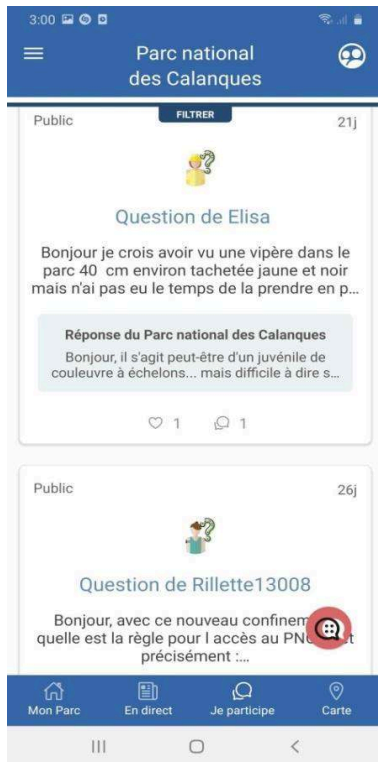 3:00
Parc national
des Calanques
Public
FILTRER
21j
Question de Elisa
Bonjour je crois avoir vu une vipère dans le
parc 40 cm environ tachetée jaune et noir
mais n'ai pas eu le temps de la prendre en p...
Réponse du Parc national des Calanques
Bonjour, il s'agit peut-être d'un juvénile de
couleuvre à échelons... mais difficile à dire s...
1
1
Public
26j
Question de Rillette13008
Bonjour, avec ce nouveau confinem
quelle est la règle pour l accès au PN
précisément :...
Mon Parc
En direct
Je participe
Carte